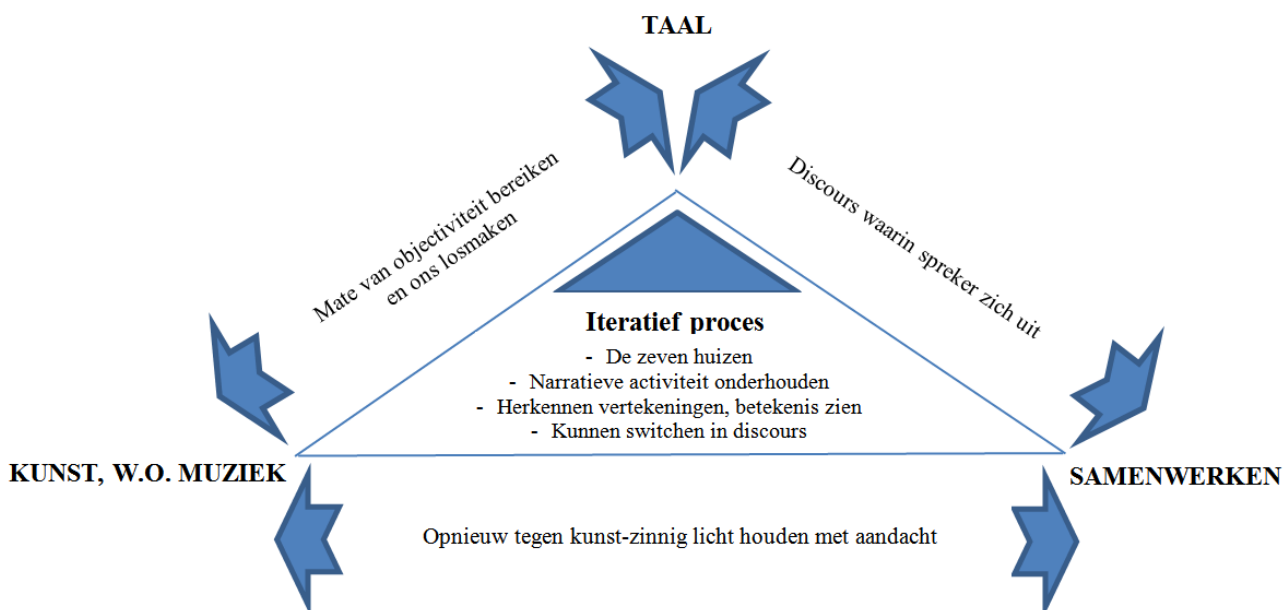 TAAL
Mate van objectiviteit bereiken
en ons losmaken
Discours waarin spreker zich uit
Iteratief proces
- De zeven huizen
- Narratieve activiteit onderhouden
- Herkennen vertekeningen, betekenis zien
- Kunnen switchen in discours
KUNST, W.O. MUZIEK
SAMENWERKEN
Opnieuw tegen kunst-zinnig licht houden met aandacht